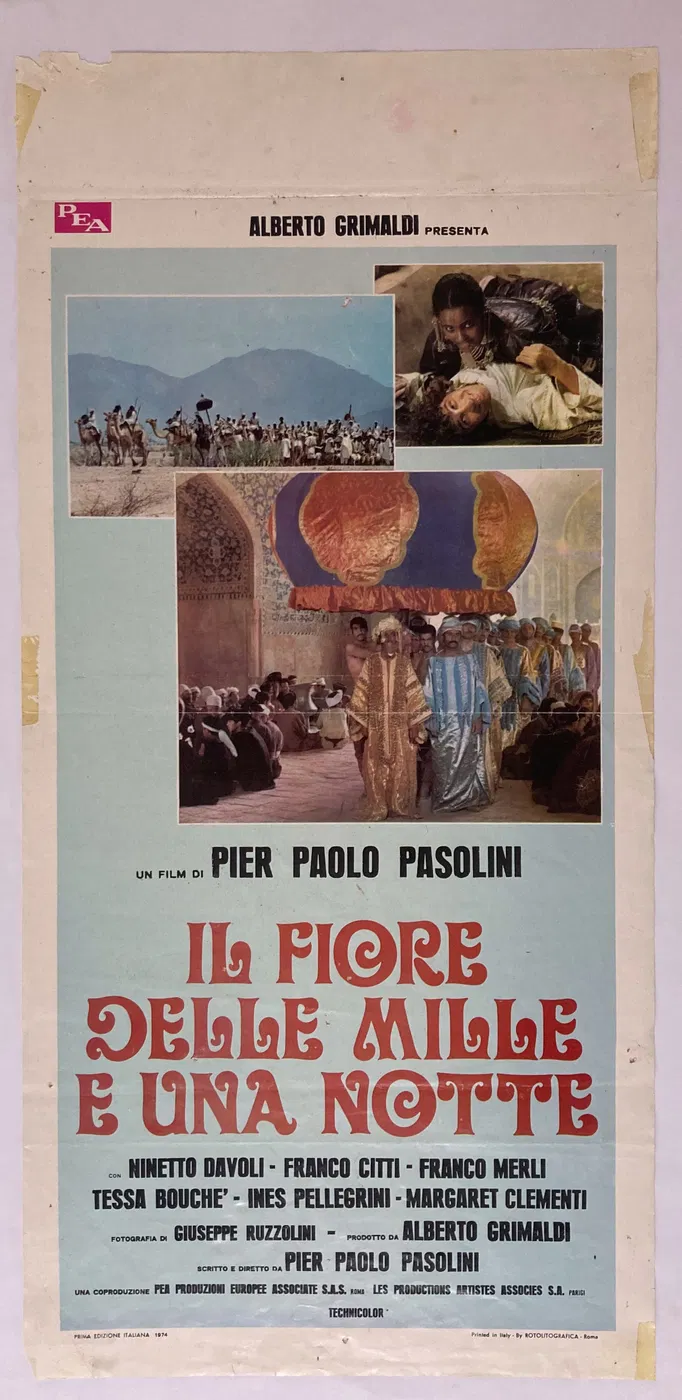 PEA
ALBERTO GRIMALDI PRESENTA
UN FILM DI PIER PAOLO PASOLINI
IL FIORE
DELLE MILLE
E UNA NOTTE
CON NINETTO DAVOLI - FRANCO CITTI - FRANCO MERLI
TESSA BOUCHE' - INES PELLEGRINI - MARGARET CLEMENTI
FOTOGRAFIA DI GIUSEPPE RUZZOLINI - PRODOTTO DA ALBERTO GRIMALDI
SCRITTO E DIRETTO DA PIER PAOLO PASOLINI
UNA COPRODUZIONE PEA PRODUZIONI EUROPEE ASSOCIATE S.A.S. ROMA LES PRODUCTIONS ARTISTES ASSOCIES S.A. PARIGI
TECHNICOLOR
PRIMA EDIZIONE ITALIANA 1974
Printed in Italy - By ROTOLITOGRAFICA - Roma